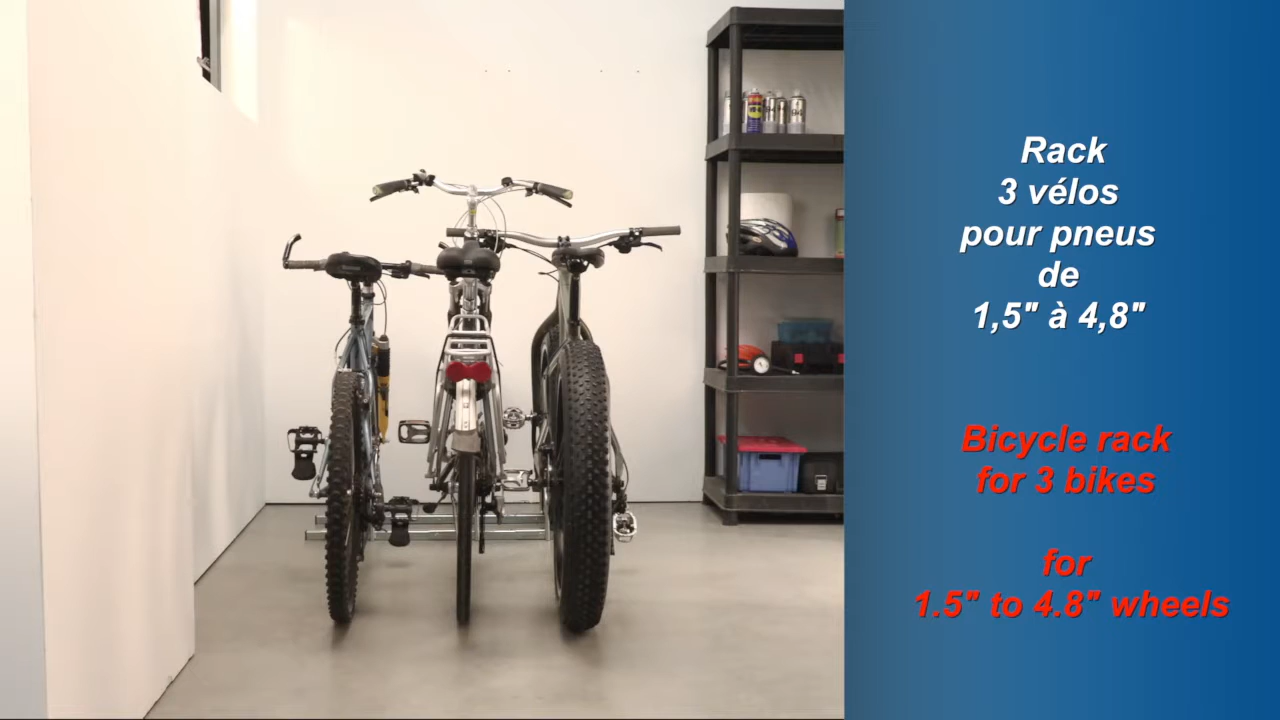 Rack
3 vélos
pour pneus
de
1,5" à 4,8"
Bicycle rack
for 3 bikes
for
1.5" to 4.8" wheels